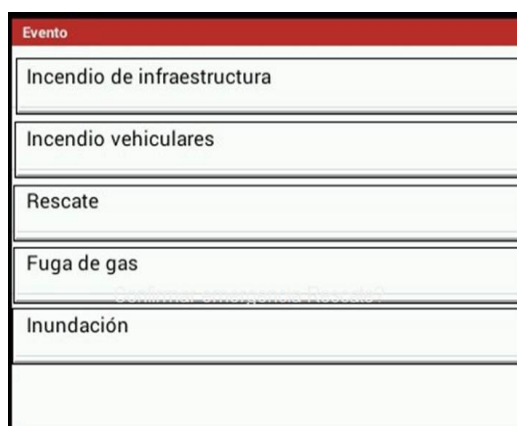 Evento
Incendio de infraestructura
Incendio vehiculares
Rescate
Fuga de gas
Confirmar emergencia Rescate?
Inundación